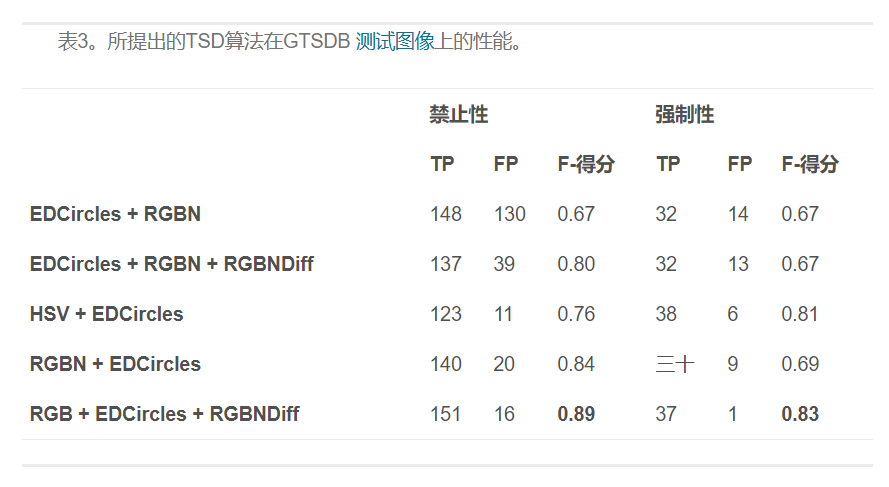 表3。所提出的TSD算法在GTSDB 测试图像上的性能。
禁止性 强制性
TP FP F-得分 TP FP F-得分
EDCircles + RGBN 148 130 0.67 32 14 0.67
EDCircles + RGBN + RGBNDiff 137 39 0.80 32 13 0.67
HSV + EDCircles 123 11 0.76 38 6 0.81
RGBN + EDCircles 140 20 0.84 三十 9 0.69
RGB + EDCircles + RGBNDiff 151 16 0.89 37 1 0.83